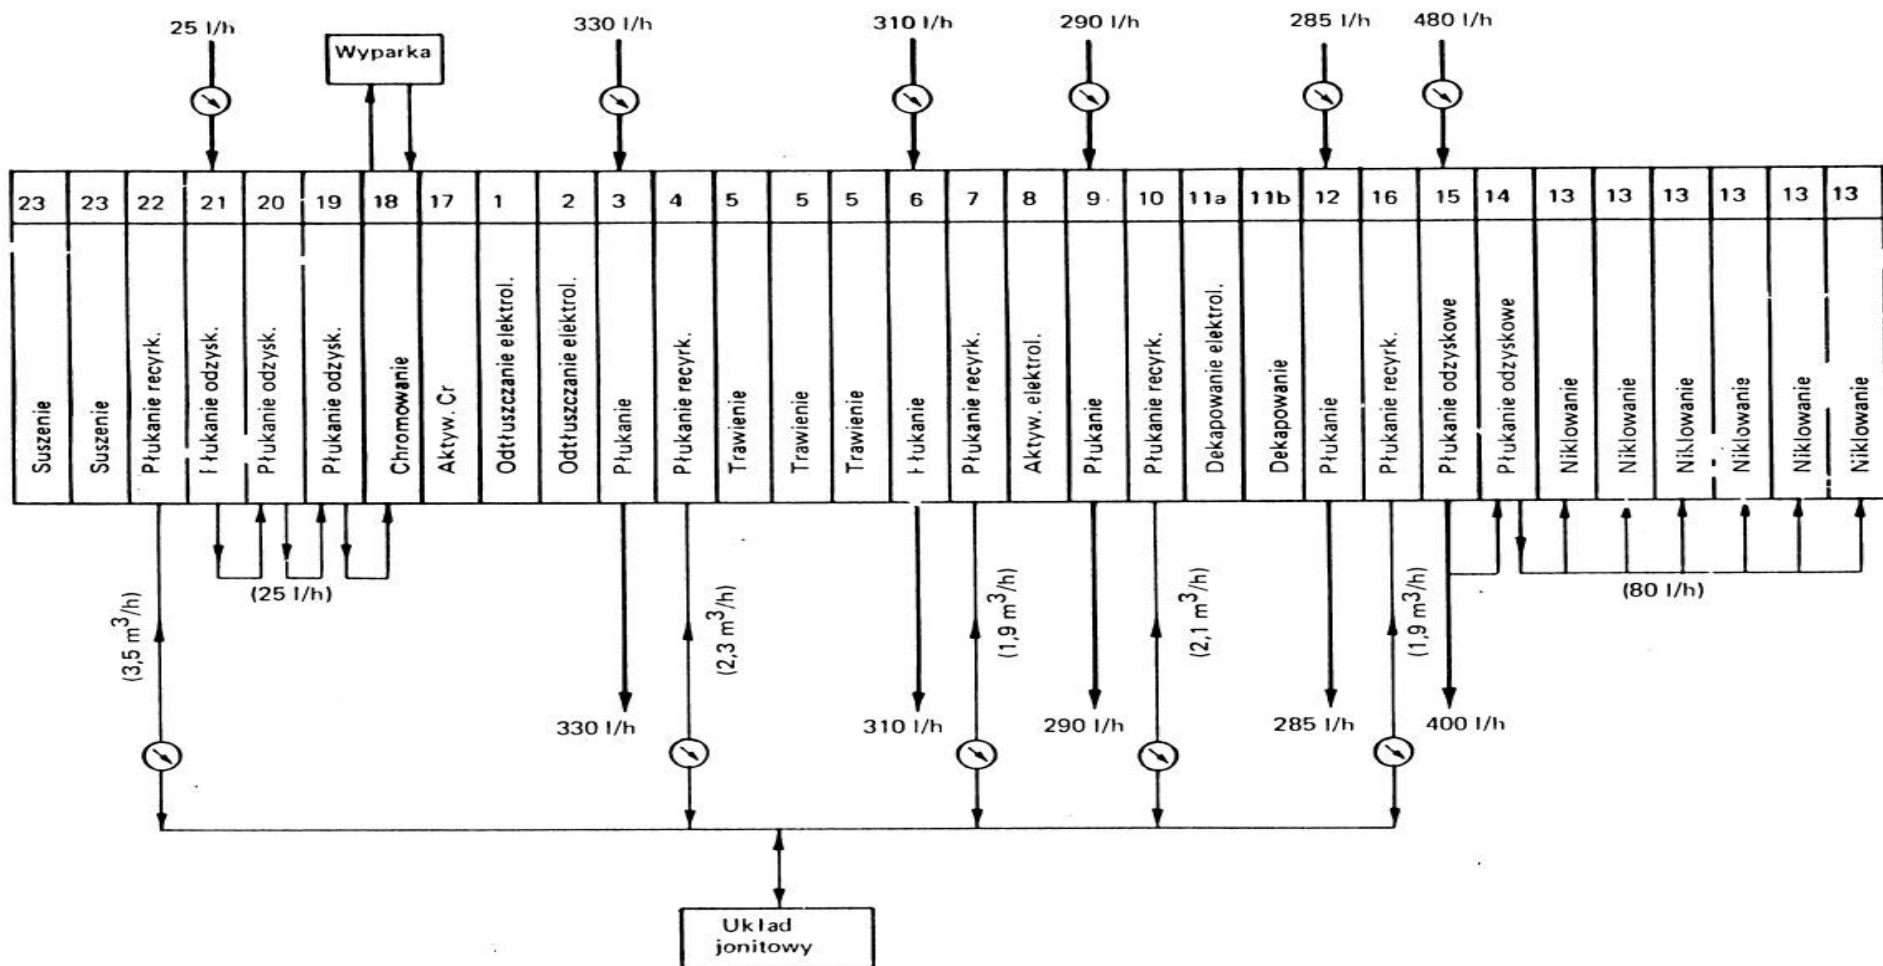 25 l/h
330 l/h
310 l/h
290 l/h
285 l/h
480 l/h
Wyparka
23 23 22 21 20 19 18 17 1 2 3 4 5 5 5 6 7 8 9 10 11a 11b 12 16 15 14 13 13 13 13 13 13
Suszenie
Suszenie
Płukanie recyrk.
Płukanie odzysk.
Płukanie odzysk.
Płukanie odzysk.
Chromowanie
Aktyw. Cr
Odtłuszczanie elektrol.
Odtłuszczanie elektrol.
Płukanie
Płukanie recyrk.
Trawienie
Trawienie
Trawienie
Płukanie
Płukanie recyrk.
Aktyw. elektrol.
Płukanie
Płukanie recyrk.
Dekapowanie elektrol.
Dekapowanie
Płukanie
Płukanie recyrk.
Płukanie odzyskowe
Płukanie odzyskowe
Niklowanie
Niklowanie
Niklowanie
Niklowanie
Niklowanie
Niklowanie
(25 l/h)
(80 l/h)
(3,5 m³/h)
(2,3 m³/h)
(1,9 m³/h)
(2,1 m³/h)
(1,9 m³/h)
330 l/h
310 l/h
290 l/h
285 l/h
400 l/h
Układ
jonitowy